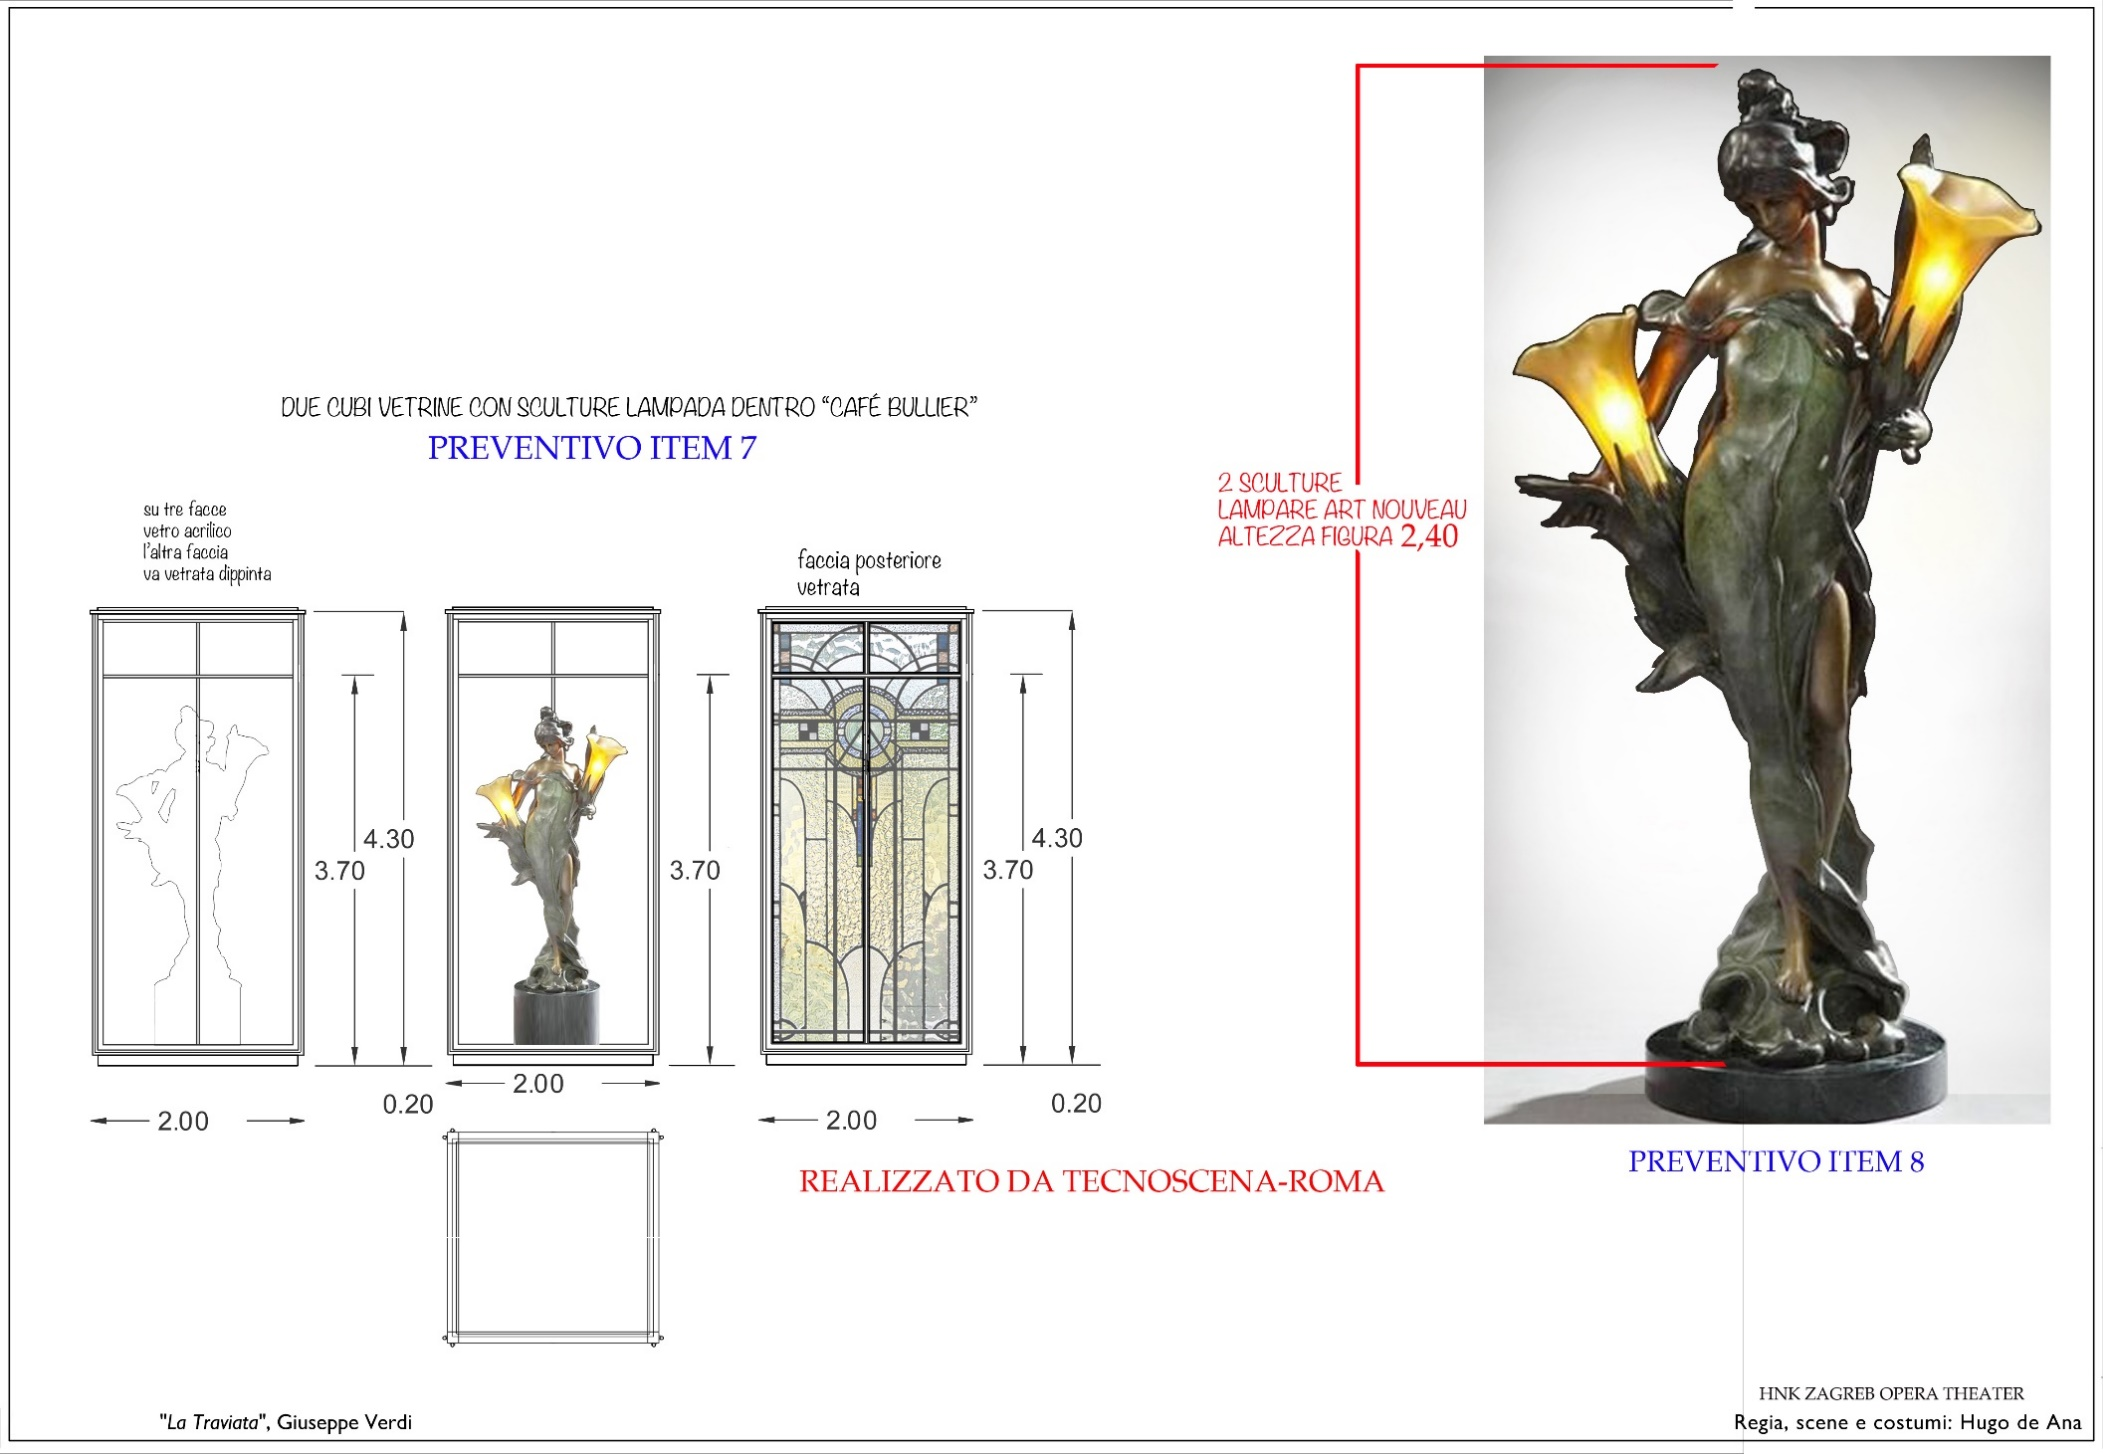 DUE CUBI VETRINE CON SCULTURE LAMPADA DENTRO “CAFÉ BULLIER”
PREVENTIVO ITEM 7
su tre facce
vetro acrilico
l'altra faccia
va vetrata dippinta
faccia posteriore
vetrata
2 SCULTURE
LAMPARE ART NOUVEAU
ALTEZZA FIGURA 2,40
4.30
3.70
3.70
4.30
3.70
2.00
0.20
2.00
2.00
0.20
PREVENTIVO ITEM 8
REALIZZATO DA TECNOSCENA-ROMA
"La Traviata", Giuseppe Verdi
HNK ZAGREB OPERA THEATER
Regia, scene e costumi: Hugo de Ana